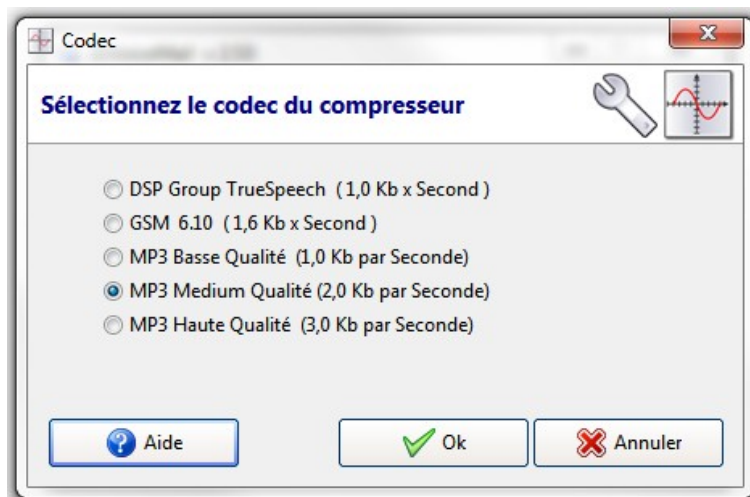 Codec
Sélectionnez le codec du compresseur
DSP Group TrueSpeech ( 1,0 Kb x Second )
GSM 6.10 ( 1,6 Kb x Second )
MP3 Basse Qualité (1,0 Kb par Seconde)
MP3 Medium Qualité (2,0 Kb par Seconde)
MP3 Haute Qualité (3,0 Kb par Seconde)
Aide
Ok
Annuler